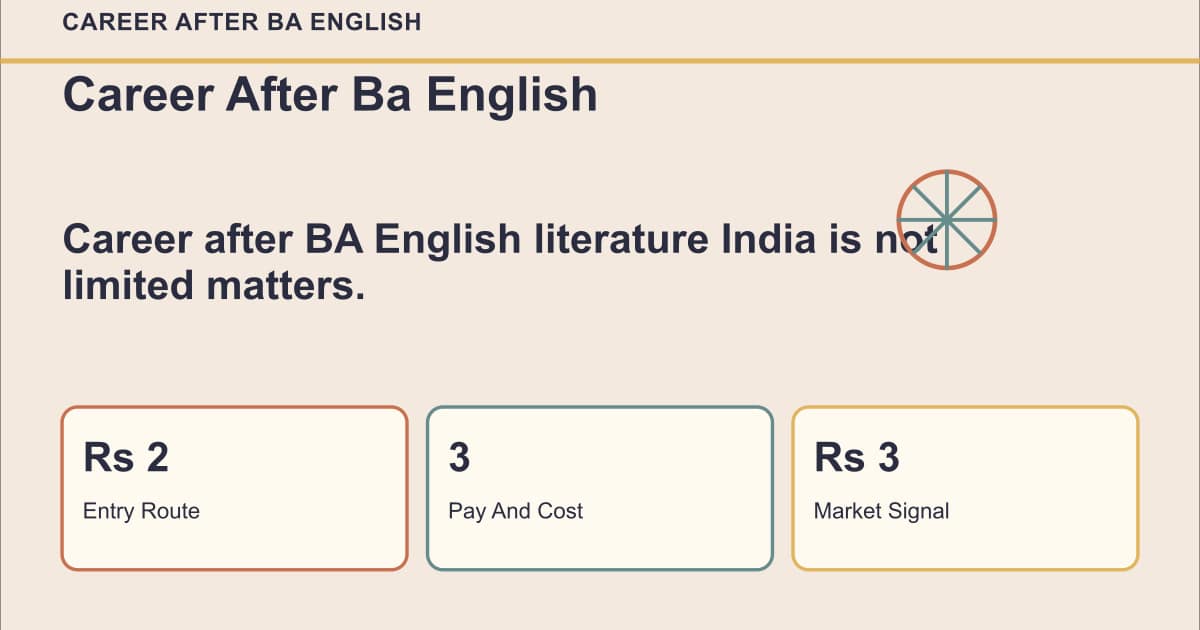 CAREER AFTER BA ENGLISH
Career After Ba English
Career after BA English literature India is not
limited matters.
Rs 2
Entry Route
3
Pay And Cost
Rs 3
Market Signal